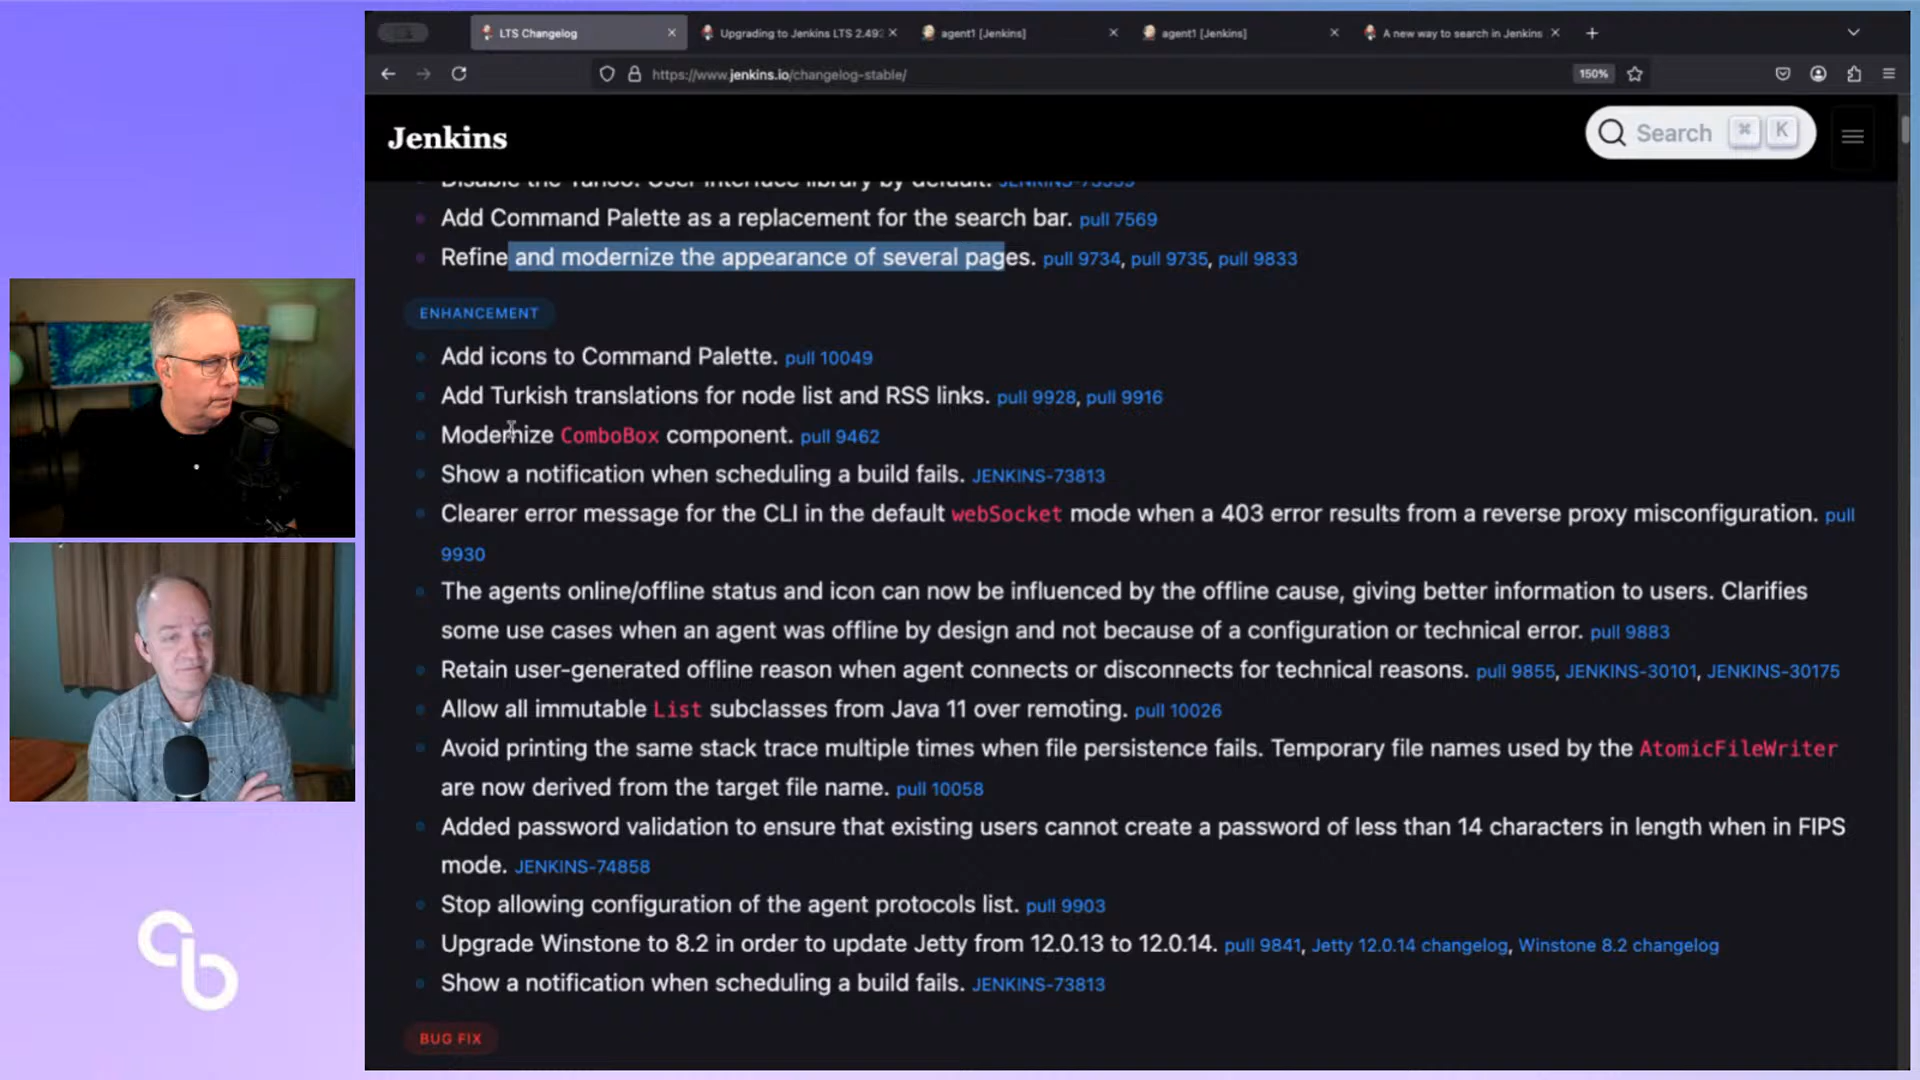 LTS Changelog
Upgrading to Jenkins LTS 2.492
agent1 [Jenkins]
agent1 [Jenkins]
A new way to search in Jenkins
https://www.jenkins.io/changelog-stable/
150%
Jenkins
Search ⌘ K
Disable the Yahoo! User Interface library by default. JENKINS-73539
Add Command Palette as a replacement for the search bar. pull 7569
Refine and modernize the appearance of several pages. pull 9734, pull 9735, pull 9833
ENHANCEMENT
Add icons to Command Palette. pull 10049
Add Turkish translations for node list and RSS links. pull 9928, pull 9916
Modernize ComboBox component. pull 9462
Show a notification when scheduling a build fails. JENKINS-73813
Clearer error message for the CLI in the default webSocket mode when a 403 error results from a reverse proxy misconfiguration. pull
9930
The agents online/offline status and icon can now be influenced by the offline cause, giving better information to users. Clarifies
some use cases when an agent was offline by design and not because of a configuration or technical error. pull 9883
Retain user-generated offline reason when agent connects or disconnects for technical reasons. pull 9855, JENKINS-30101, JENKINS-30175
Allow all immutable List subclasses from Java 11 over remoting. pull 10026
Avoid printing the same stack trace multiple times when file persistence fails. Temporary file names used by the AtomicFileWriter
are now derived from the target file name. pull 10058
Added password validation to ensure that existing users cannot create a password of less than 14 characters in length when in FIPS
mode. JENKINS-74858
Stop allowing configuration of the agent protocols list. pull 9903
Upgrade Winstone to 8.2 in order to update Jetty from 12.0.13 to 12.0.14. pull 9841, Jetty 12.0.14 changelog, Winstone 8.2 changelog
Show a notification when scheduling a build fails. JENKINS-73813
BUG FIX